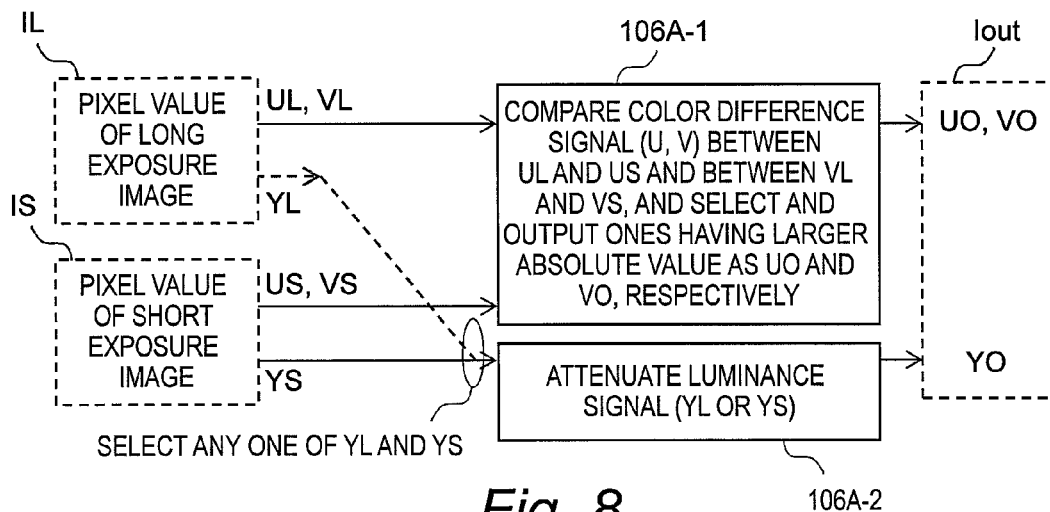 IL
106A-1
Iout
PIXEL VALUE
OF LONG
EXPOSURE
IMAGE
UL, VL
YL
COMPARE COLOR DIFFERENCE
SIGNAL (U, V) BETWEEN
UL AND US AND BETWEEN VL
AND VS, AND SELECT AND
OUTPUT ONES HAVING LARGER
ABSOLUTE VALUE AS UO AND
VO, RESPECTIVELY
UO, VO
IS
PIXEL VALUE
OF SHORT
EXPOSURE
IMAGE
US, VS
YS
ATTENUATE LUMINANCE
SIGNAL (YL OR YS)
YO
SELECT ANY ONE OF YL AND YS
106A-2
Fig. 8